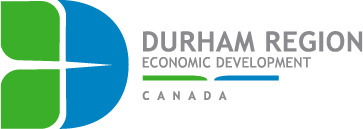 DURHAM REGION
ECONOMIC DEVELOPMENT
CANADA